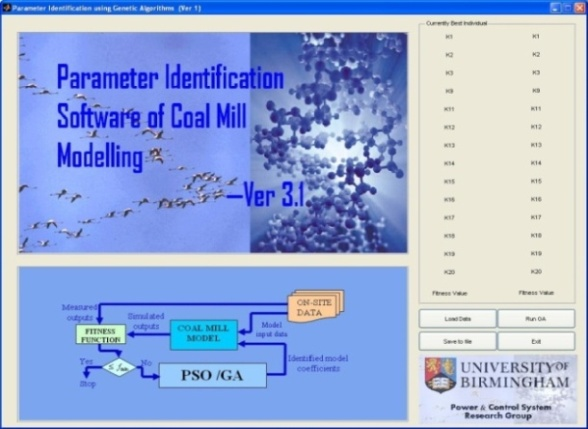 Parameter Identification using Genetic Algorithms (Ver 1)
Parameter Identification
Software of Coal Mill
Modelling
—Ver 3.1
Currently Best Individual
K1 K1
K2 K2
K3 K3
K9 K9
K11 K11
K12 K12
K13 K13
K14 K14
K15 K15
K16 K16
K17 K17
K18 K18
K19 K19
K20 K20
Fitness Value Fitness Value
Load Data Run GA
Save to file Exit
ON-SITE
DATA
Measured
outputs
Simulated
outputs
FITNESS
FUNCTION
COAL MILL
MODEL
Model
input data
Identified model
coefficients
Yes
No
Stop
PSO /GA
UNIVERSITY OF
BIRMINGHAM
Power & Control System
Research Group